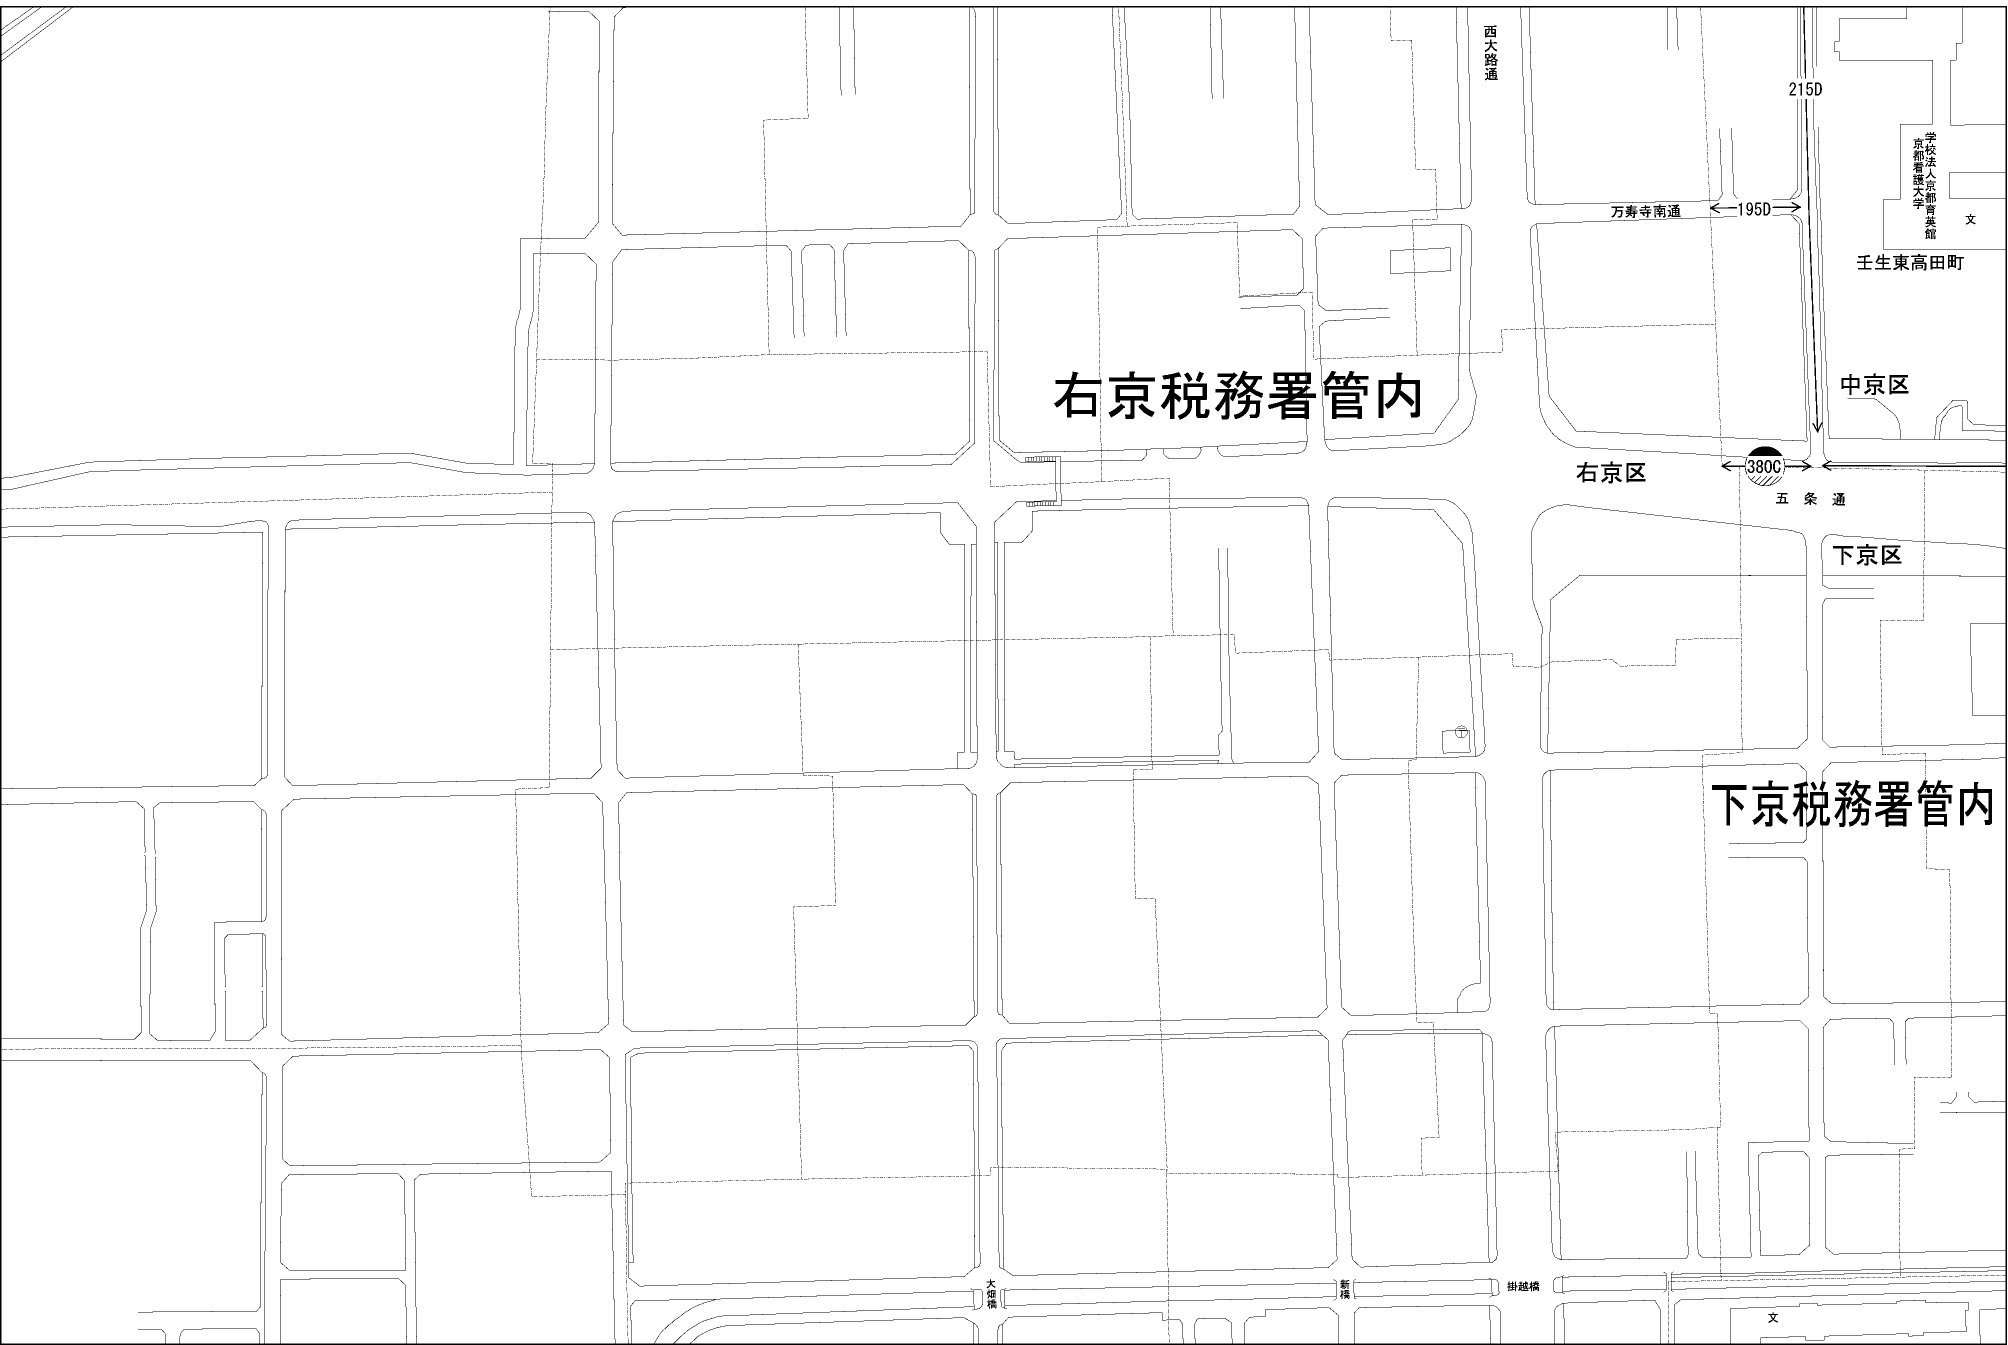 西大路通
215D
学校法人京都育英館
京都看護大学
文
万寿寺南通
195D
壬生東高田町
右京税務署管内
中京区
右京区
380C
五条通
下京区
下京税務署管内
大畑橋
新橋
掛越橋
文